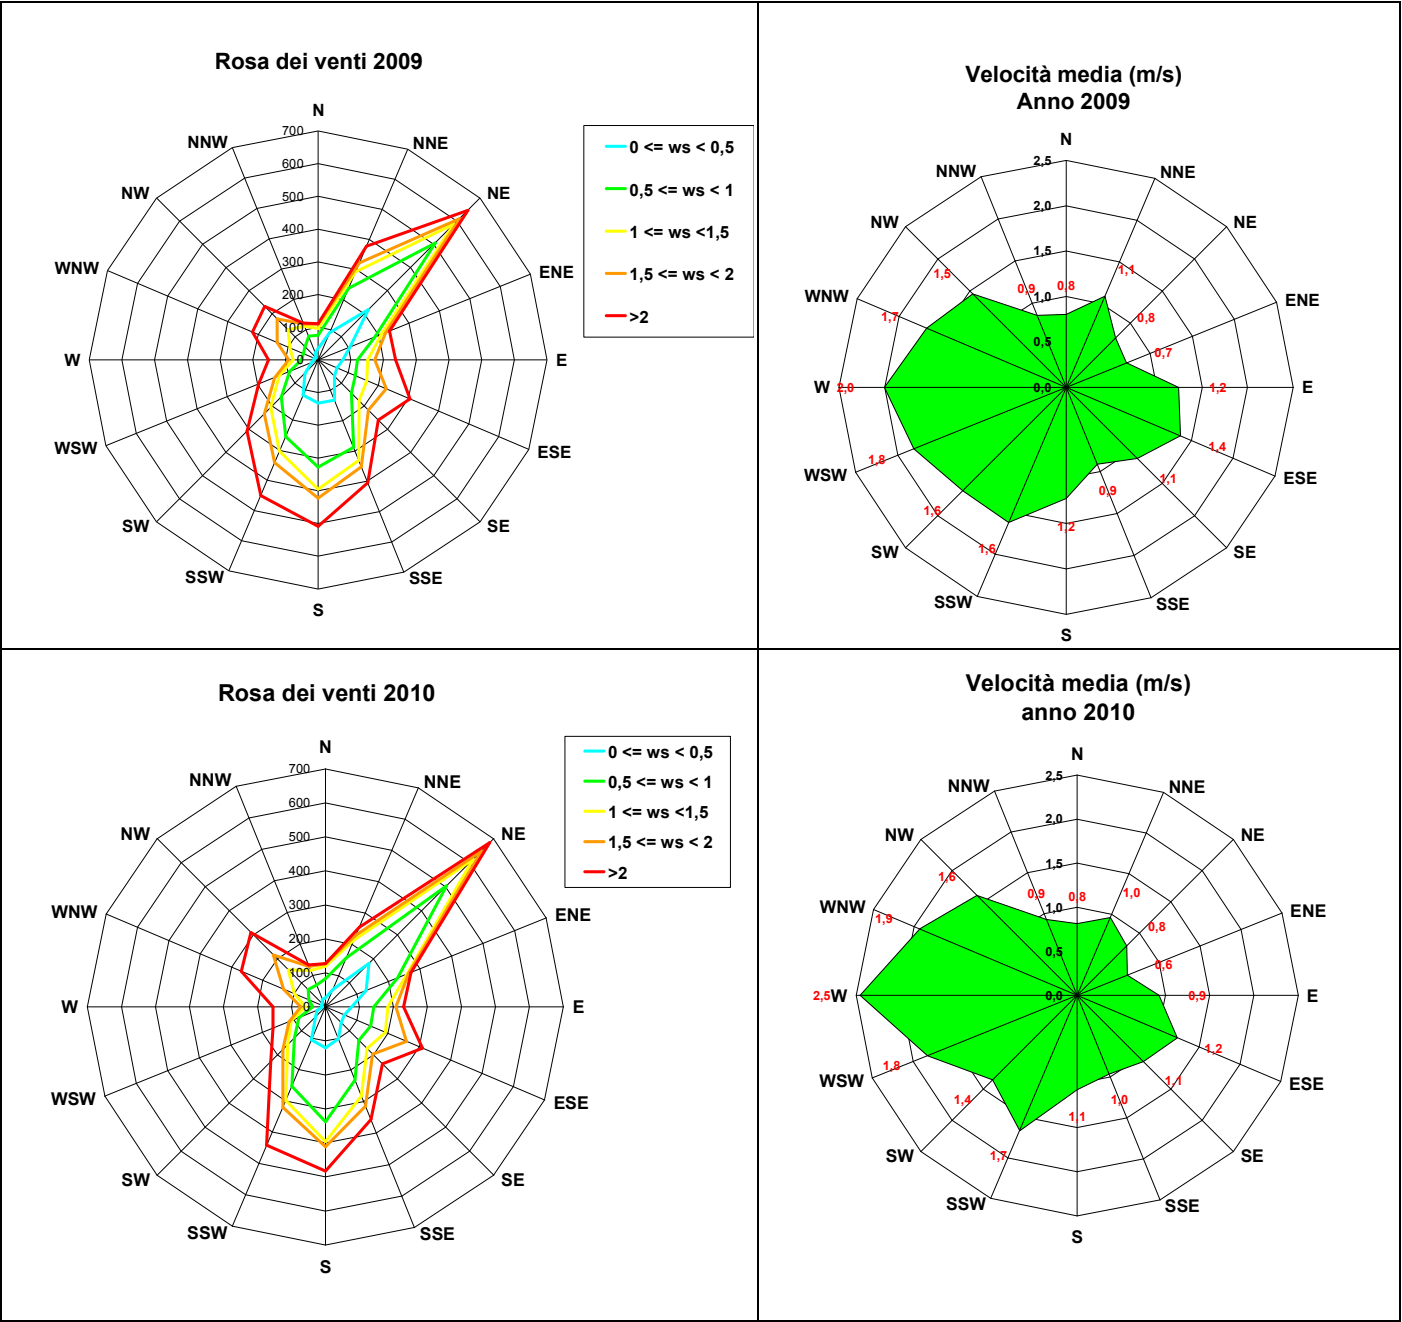 Rosa dei venti 2009
N
NNE
NE
ENE
E
ESE
SE
SSE
S
SSW
SW
WSW
W
WNW
NW
NNW
700
600
500
400
300
200
100
0
0 <= ws < 0,5
0,5 <= ws < 1
1 <= ws <1,5
1,5 <= ws < 2
>2
Velocità media (m/s)
Anno 2009
N
NNE
NE
ENE
E
ESE
SE
SSE
S
SSW
SW
WSW
W
WNW
NW
NNW
2,5
2,0
1,5
1,0
0,5
0,0
0,8
1,1
0,8
0,7
1,2
1,4
1,1
0,9
1,2
1,6
1,6
1,8
2,0
1,7
1,5
0,9
Rosa dei venti 2010
N
NNE
NE
ENE
E
ESE
SE
SSE
S
SSW
SW
WSW
W
WNW
NW
NNW
700
600
500
400
300
200
100
0
0 <= ws < 0,5
0,5 <= ws < 1
1 <= ws <1,5
1,5 <= ws < 2
>2
Velocità media (m/s)
anno 2010
N
NNE
NE
ENE
E
ESE
SE
SSE
S
SSW
SW
WSW
W
WNW
NW
NNW
2,5
2,0
1,5
1,0
0,5
0,0
0,8
1,0
0,8
0,6
0,9
1,2
1,1
1,0
1,1
1,7
1,4
1,8
2,5
1,9
1,6
0,9